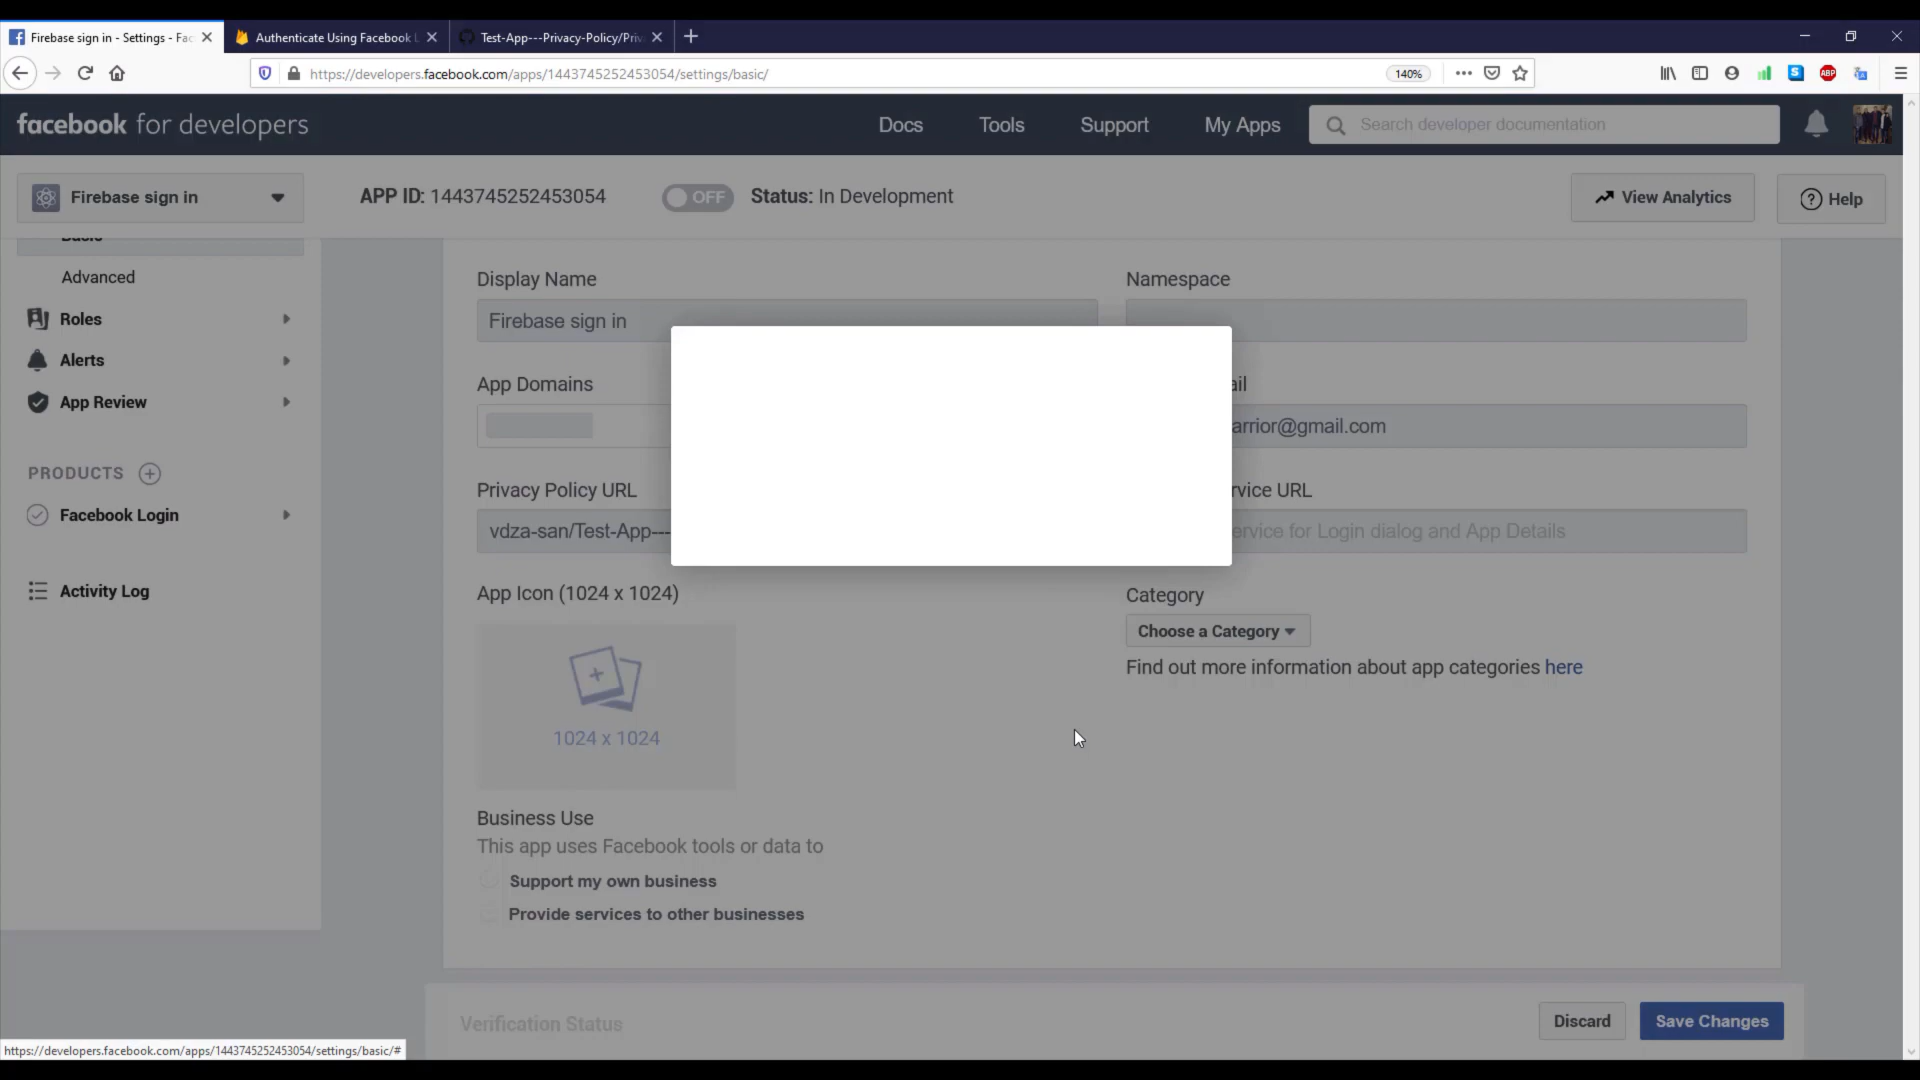 Firebase sign in - Settings - Fac
Authenticate Using Facebook L
Test-App---Privacy-Policy/Priv
https://developers.facebook.com/apps/1443745252453054/settings/basic/
140%
S
ABP
facebook for developers
Docs
Tools
Support
My Apps
Search developer documentation
Firebase sign in
APP ID: 1443745252453054
OFF
Status: In Development
View Analytics
Help
Basic
Advanced
Roles
Alerts
App Review
PRODUCTS
Facebook Login
Activity Log
Display Name
Namespace
Firebase sign in
App Domains
ail
arrior@gmail.com
Privacy Policy URL
rvice URL
vdza-san/Test-App---
ervice for Login dialog and App Details
App Icon (1024 x 1024)
Category
Choose a Category
Find out more information about app categories here
1024 x 1024
Business Use
This app uses Facebook tools or data to
Support my own business
Provide services to other businesses
Verification Status
Discard
Save Changes
https://developers.facebook.com/apps/1443745252453054/settings/basic/#